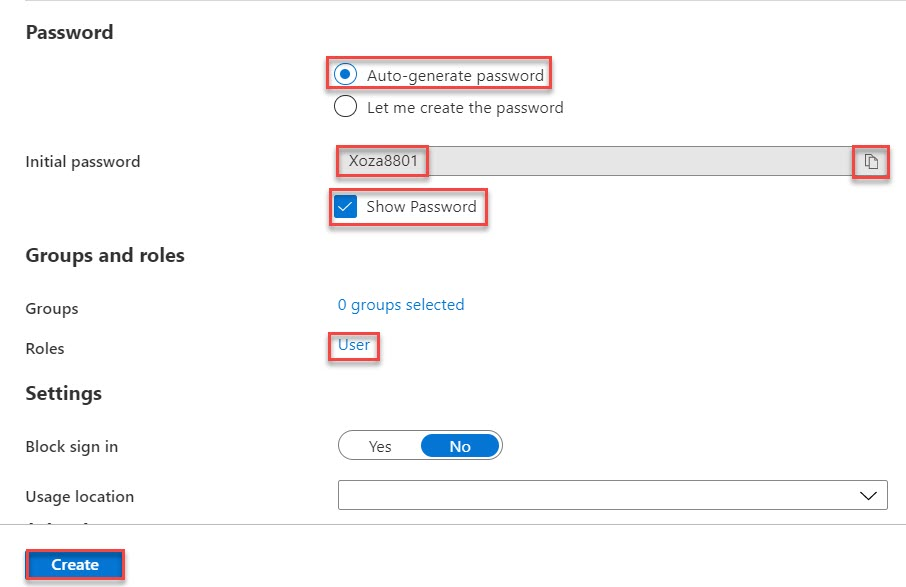 Password
Auto-generate password
Let me create the password
Initial password
Xoza8801
Show Password
Groups and roles
Groups
0 groups selected
Roles
User
Settings
Block sign in
Yes
No
Usage location
Create